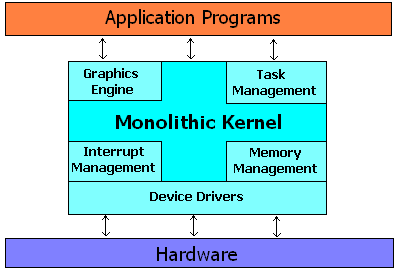 Application Programs
Graphics
Engine
Task
Management
Monolithic Kernel
Interrupt
Management
Memory
Management
Device Drivers
Hardware